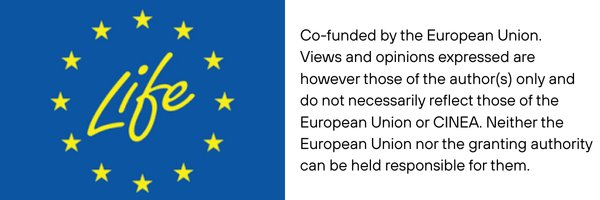 Life
Co-funded by the European Union.
Views and opinions expressed are
however those of the author(s) only and
do not necessarily reflect those of the
European Union or CINEA. Neither the
European Union nor the granting authority
can be held responsible for them.